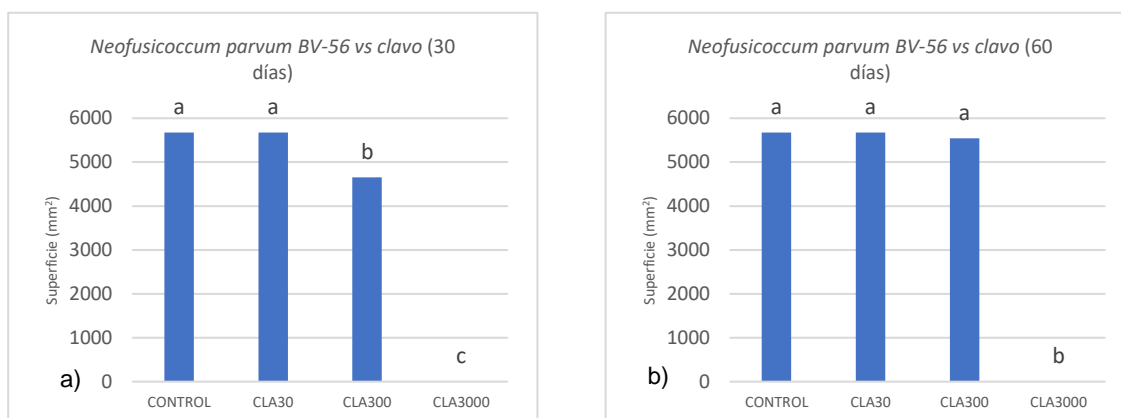 Neofusicoccum parvum BV-56 vs clavo (30
días)
a
a
b
c
6000
5000
4000
3000
2000
1000
0
Superficie (mm²)
CONTROL CLA30 CLA300 CLA3000
a)
Neofusicoccum parvum BV-56 vs clavo (60
días)
a
a
a
b
6000
5000
4000
3000
2000
1000
0
Superficie (mm²)
CONTROL CLA30 CLA300 CLA3000
b)